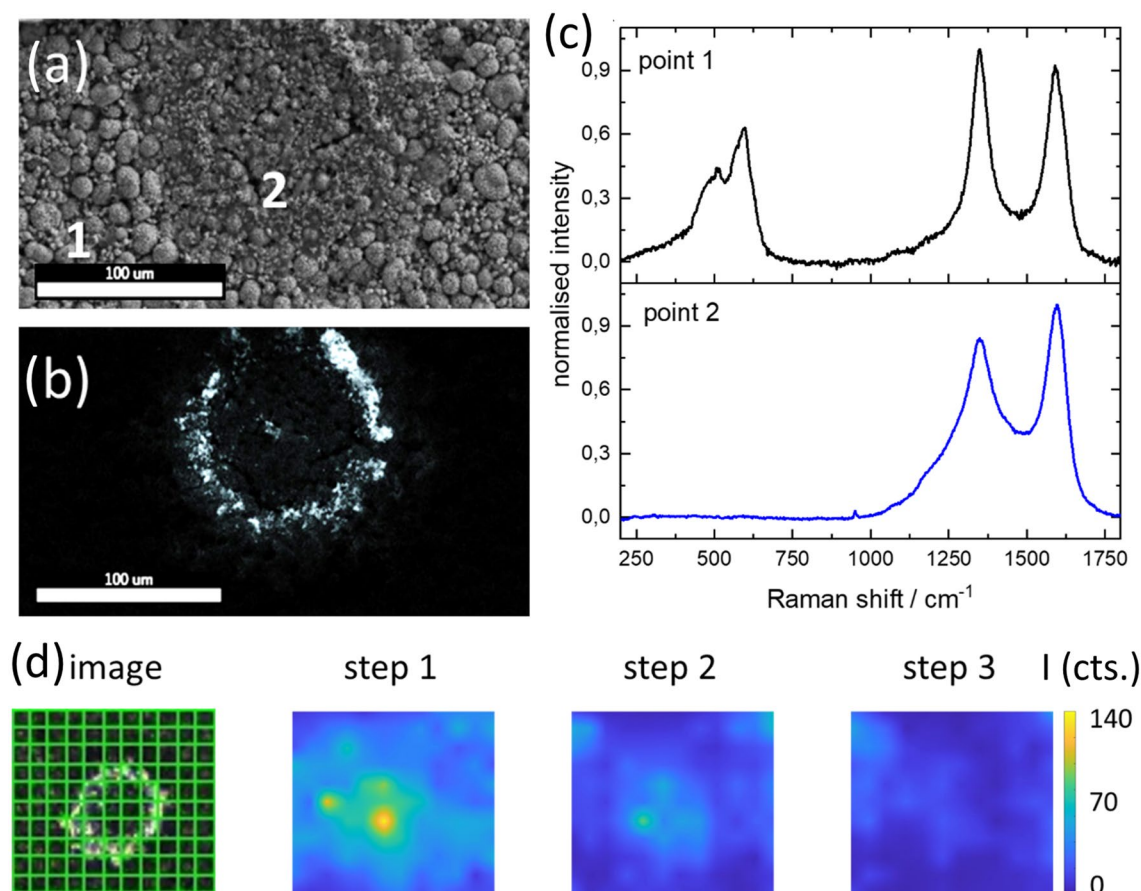 (a)
1
2
100 um
(b)
100 um
(c)
point 1
0,9
0,6
0,3
0,0
point 2
0,9
0,6
0,3
0,0
normalised intensity
250 500 750 1000 1250 1500 1750
Raman shift / cm⁻¹
(d) image step 1 step 2 step 3 I (cts.)
140
70
0